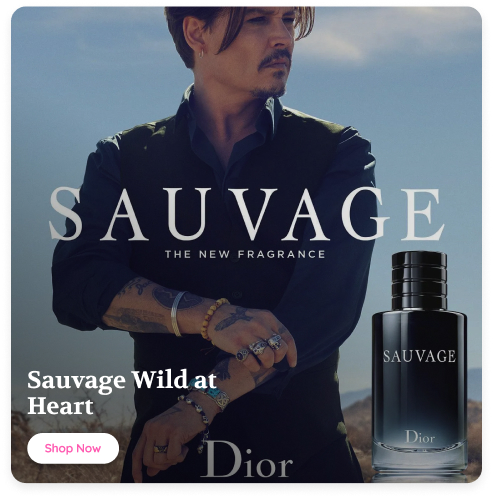 SAUVAGE
THE NEW FRAGRANCE
SAUVAGE
Sauvage Wild at
Heart
Dior
Shop Now
Dior